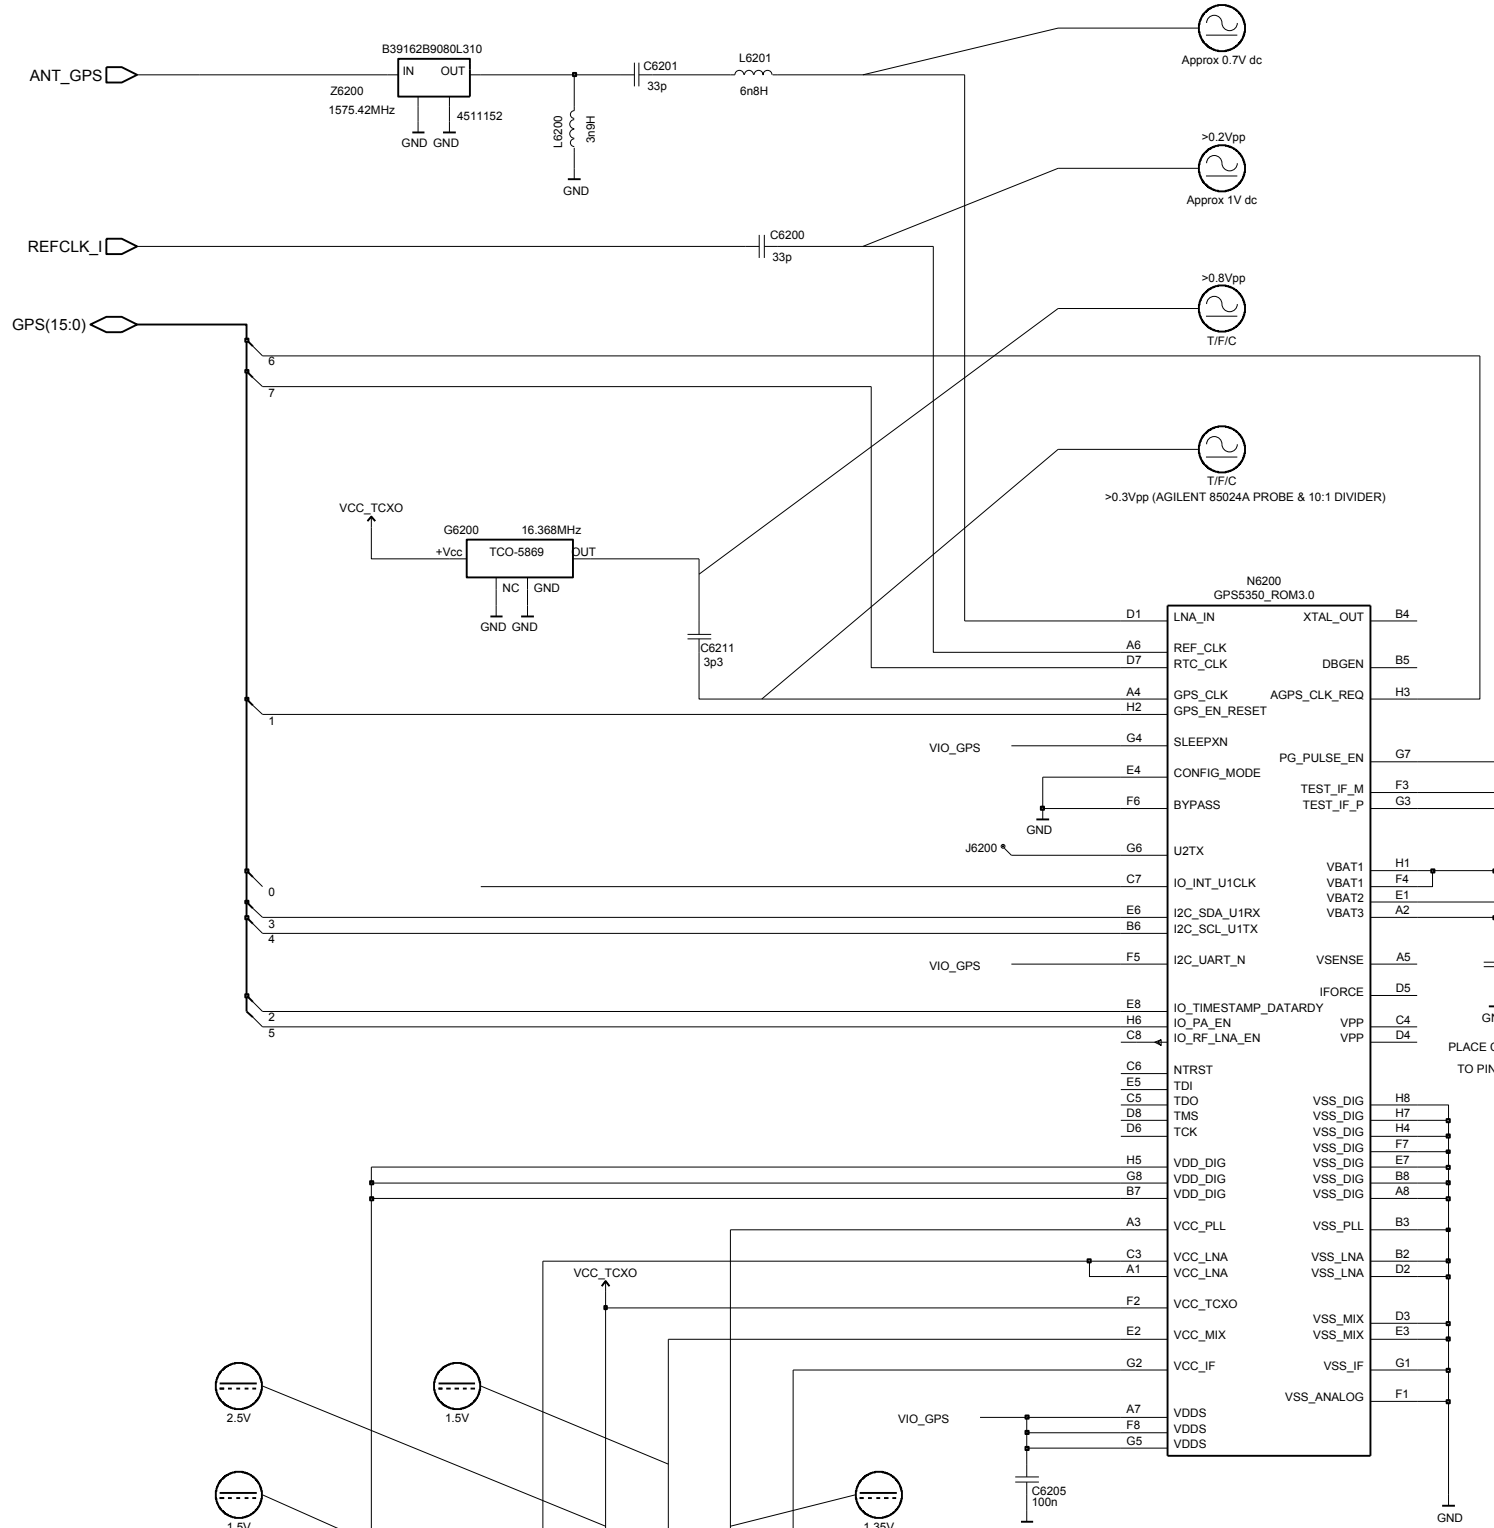 Approx 0.7V dc
B39162B9080L310
ANT_GPS
IN OUT
Z6200
1575.42MHz
4511152
GND GND
C6201
33p
L6201
6n8H
L6200
3n9H
GND
>0.2Vpp
Approx 1V dc
REFCLK_I
C6200
33p
>0.8Vpp
T/F/C
GPS(15:0)
6
7
T/F/C
>0.3Vpp (AGILENT 85024A PROBE & 10:1 DIVIDER)
VCC_TCXO
G6200 16.368MHz
+Vcc TCO-5869 OUT
NC GND
GND GND
C6211
3p3
N6200
GPS5350_ROM3.0
D1 LNA_IN XTAL_OUT B4
A6 REF_CLK
D7 RTC_CLK DBGEN B5
A4 GPS_CLK AGPS_CLK_REQ H3
1
H2 GPS_EN_RESET
VIO_GPS G4 SLEEPXN
PG_PULSE_EN G7
E4 CONFIG_MODE
TEST_IF_M F3
F6 BYPASS TEST_IF_P G3
GND
J6200 G6 U2TX
VBAT1 H1
0
C7 IO_INT_U1CLK VBAT1 F4
VBAT2 E1
3
E6 I2C_SDA_U1RX VBAT3 A2
4
B6 I2C_SCL_U1TX
VIO_GPS F5 I2C_UART_N VSENSE A5
IFORCE D5
2
E8 IO_TIMESTAMP_DATARDY
5
H6 IO_PA_EN VPP C4
C8 IO_RF_LNA_EN VPP D4
PLACE
TO
C6 NTRST
E5 TDI
C5 TDO VSS_DIG H8
D8 TMS VSS_DIG H7
D6 TCK VSS_DIG H4
VSS_DIG F7
H5 VDD_DIG VSS_DIG E7
G8 VDD_DIG VSS_DIG B8
B7 VDD_DIG VSS_DIG A8
A3 VCC_PLL VSS_PLL B3
C3 VCC_LNA VSS_LNA B2
A1 VCC_LNA VSS_LNA D2
VCC_TCXO
F2 VCC_TCXO
VSS_MIX D3
E2 VCC_MIX VSS_MIX E3
G2 VCC_IF VSS_IF G1
VSS_ANALOG F1
2.5V
1.5V
VIO_GPS A7 VDDS
F8 VDDS
G5 VDDS
C6205
100n
GND
1.5V
1.35V